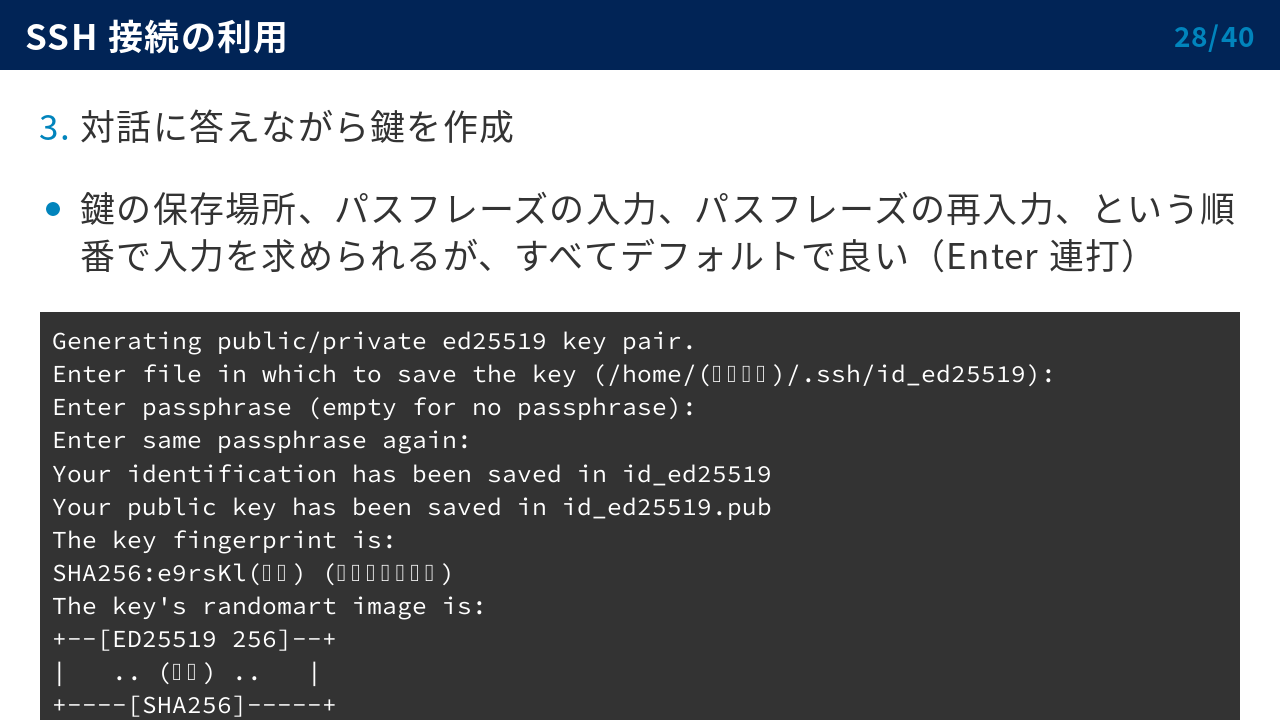 SSH 接続の利用
28/40
3. 対話に答えながら鍵を作成
鍵の保存場所、パスフレーズの入力、パスフレーズの再入力、という順
番で入力を求められるが、すべてデフォルトで良い（Enter 連打）
Generating public/private ed25519 key pair.
Enter file in which to save the key (/home/(▯▯▯▯)/.ssh/id_ed25519):
Enter passphrase (empty for no passphrase):
Enter same passphrase again:
Your identification has been saved in id_ed25519
Your public key has been saved in id_ed25519.pub
The key fingerprint is:
SHA256:e9rsKl(▯▯) (▯▯▯▯▯▯▯)
The key's randomart image is:
+--[ED25519 256]--+
|   .. (▯▯) ..   |
+----[SHA256]-----+